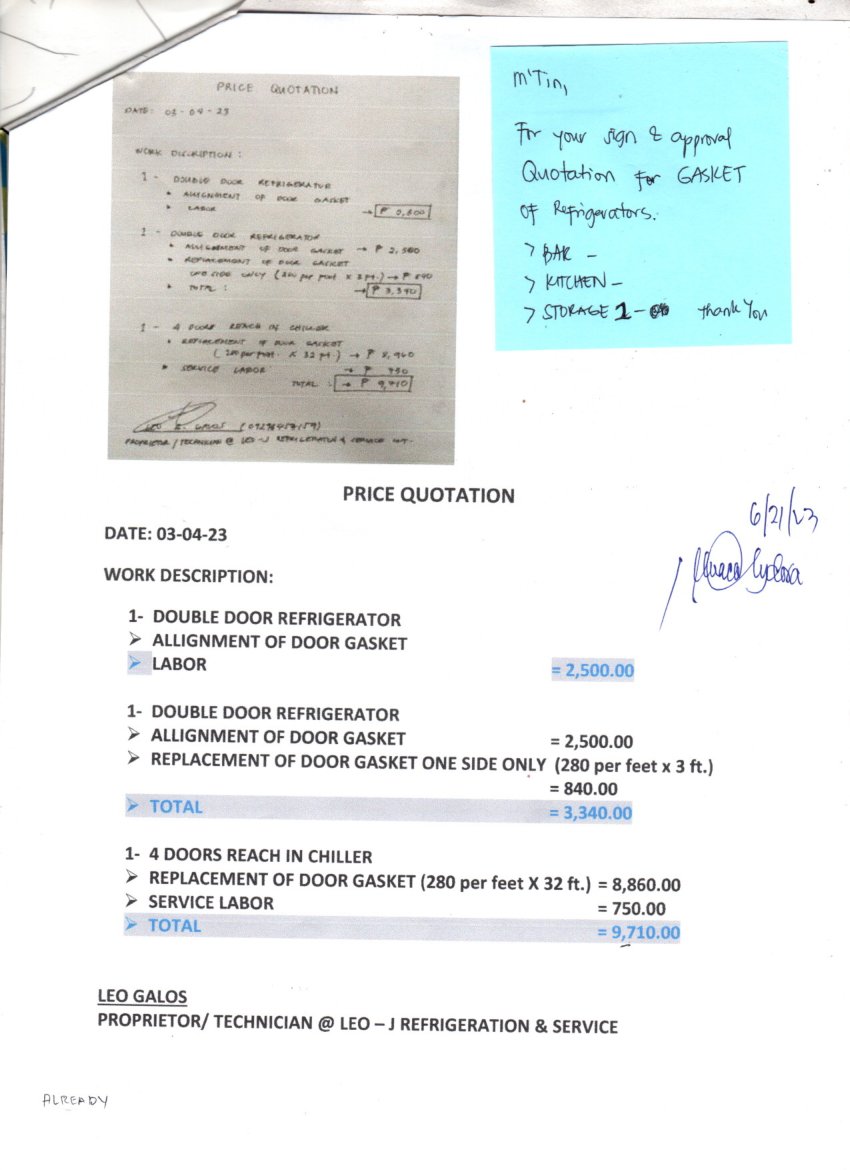 PRICE QUOTATION
DATE: 03-04-23
WORK DESCRIPTION:
1- DOUBLE DOOR REFRIGERATOR
ALLIGNMENT OF DOOR GASKET
LABOR
1- DOUBLE DOOR REFRIGERATOR
ALLIGNMENT OF DOOR GASKET → ₱ 2,500
REPLACEMENT OF DOOR GASKET
ONE SIDE ONLY (280 per feet x 3 ft.) → ₱ 840
TOTAL: → ₱ 3,340
1- 4 DOORS REACH IN CHILLER
REPLACEMENT OF DOOR GASKET
(280 per feet X 32 ft.) → ₱ 8,960
SERVICE LABOR → ₱ 750
TOTAL: → ₱ 9,710
GALOS
PROPRIETOR / TECHNICIAN @ LEO-J REFRIGERATION & SERVICE
M'Tin,
For your sign & approval
Quotation for GASKET
of Refrigerators.
> BAR -
> KITCHEN -
> STORAGE 1 - thank you
PRICE QUOTATION
6/21/23
DATE: 03-04-23
WORK DESCRIPTION:
1- DOUBLE DOOR REFRIGERATOR
➢ ALLIGNMENT OF DOOR GASKET
➢ LABOR = 2,500.00
1- DOUBLE DOOR REFRIGERATOR
➢ ALLIGNMENT OF DOOR GASKET = 2,500.00
➢ REPLACEMENT OF DOOR GASKET ONE SIDE ONLY (280 per feet x 3 ft.)
= 840.00
➢ TOTAL = 3,340.00
1- 4 DOORS REACH IN CHILLER
➢ REPLACEMENT OF DOOR GASKET (280 per feet X 32 ft.) = 8,860.00
➢ SERVICE LABOR = 750.00
➢ TOTAL = 9,710.00
LEO GALOS
PROPRIETOR/ TECHNICIAN @ LEO – J REFRIGERATION & SERVICE
ALREADY